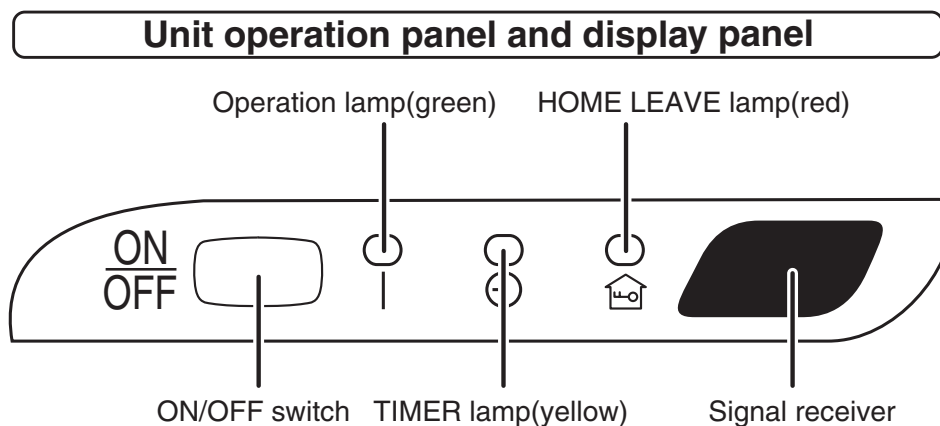 Unit operation panel and display panel
Operation lamp(green)
HOME LEAVE lamp(red)
ON
OFF
ON/OFF switch
TIMER lamp(yellow)
Signal receiver